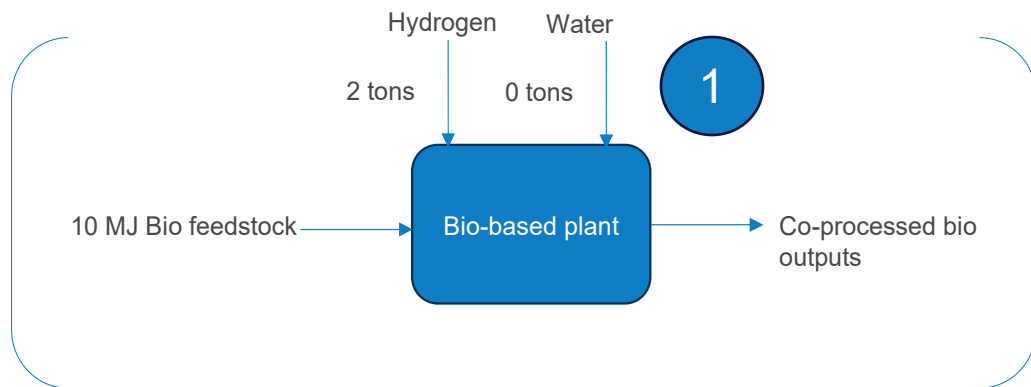 Hydrogen
Water
2 tons
0 tons
1
10 MJ Bio feedstock
Bio-based plant
Co-processed bio
outputs